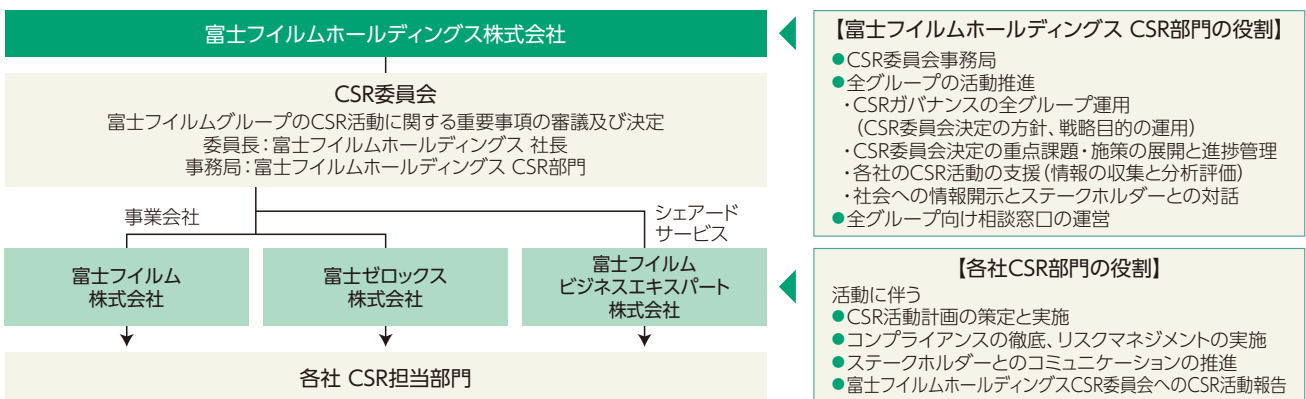 富士フイルムホールディングス株式会社
CSR委員会
富士フイルムグループのCSR活動に関する重要事項の審議及び決定
委員長：富士フイルムホールディングス 社長
事務局：富士フイルムホールディングス CSR部門
事業会社
シェアード
サービス
富士フイルム
株式会社
富士ゼロックス
株式会社
富士フイルム
ビジネスエキスパート
株式会社
各社 CSR担当部門
【富士フイルムホールディングス CSR部門の役割】
●CSR委員会事務局
●全グループの活動推進
・CSRガバナンスの全グループ運用
（CSR委員会決定の方針、戦略目的の運用）
・CSR委員会決定の重点課題・施策の展開と進捗管理
・各社のCSR活動の支援（情報の収集と分析評価）
・社会への情報開示とステークホルダーとの対話
●全グループ向け相談窓口の運営
【各社CSR部門の役割】
活動に伴う
●CSR活動計画の策定と実施
●コンプライアンスの徹底、リスクマネジメントの実施
●ステークホルダーとのコミュニケーションの推進
●富士フイルムホールディングスCSR委員会へのCSR活動報告